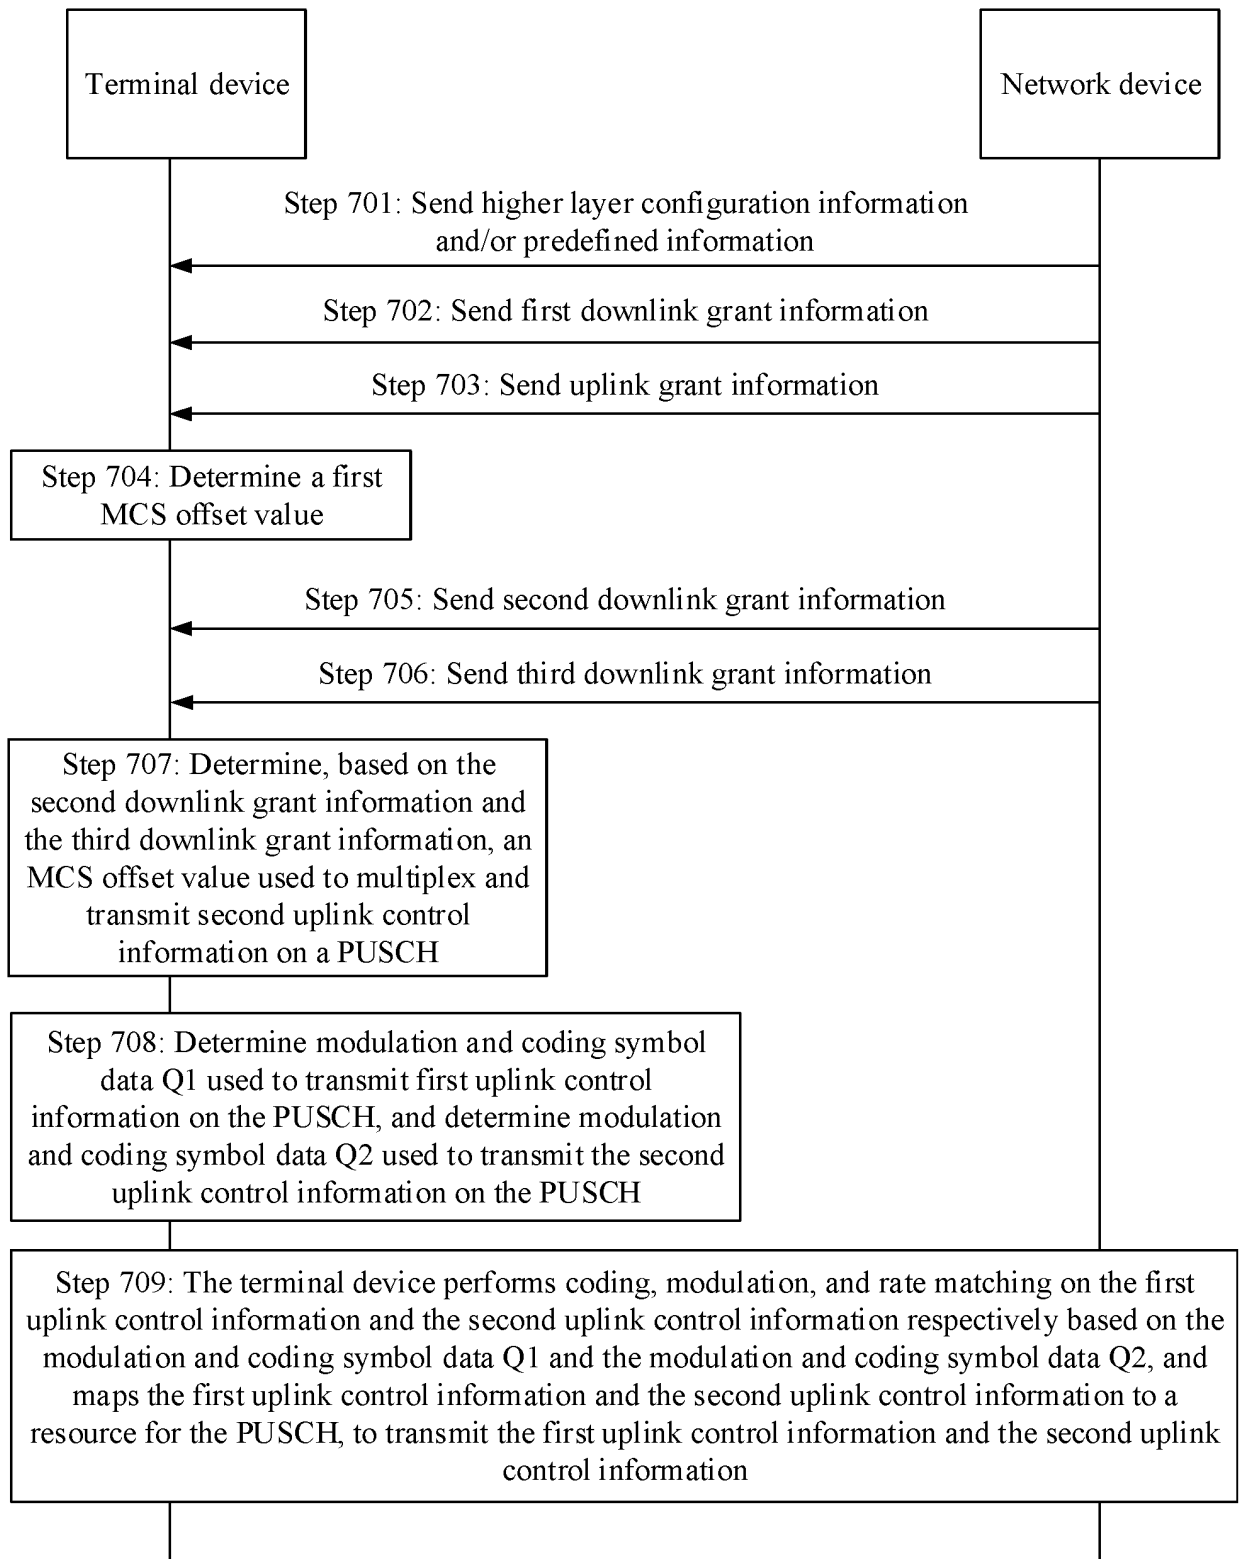 Terminal device
Network device
Step 701: Send higher layer configuration information
and/or predefined information
Step 702: Send first downlink grant information
Step 703: Send uplink grant information
Step 704: Determine a first
MCS offset value
Step 705: Send second downlink grant information
Step 706: Send third downlink grant information
Step 707: Determine, based on the
second downlink grant information and
the third downlink grant information, an
MCS offset value used to multiplex and
transmit second uplink control
information on a PUSCH
Step 708: Determine modulation and coding symbol
data Q1 used to transmit first uplink control
information on the PUSCH, and determine modulation
and coding symbol data Q2 used to transmit the second
uplink control information on the PUSCH
Step 709: The terminal device performs coding, modulation, and rate matching on the first
uplink control information and the second uplink control information respectively based on the
modulation and coding symbol data Q1 and the modulation and coding symbol data Q2, and
maps the first uplink control information and the second uplink control information to a
resource for the PUSCH, to transmit the first uplink control information and the second uplink
control information